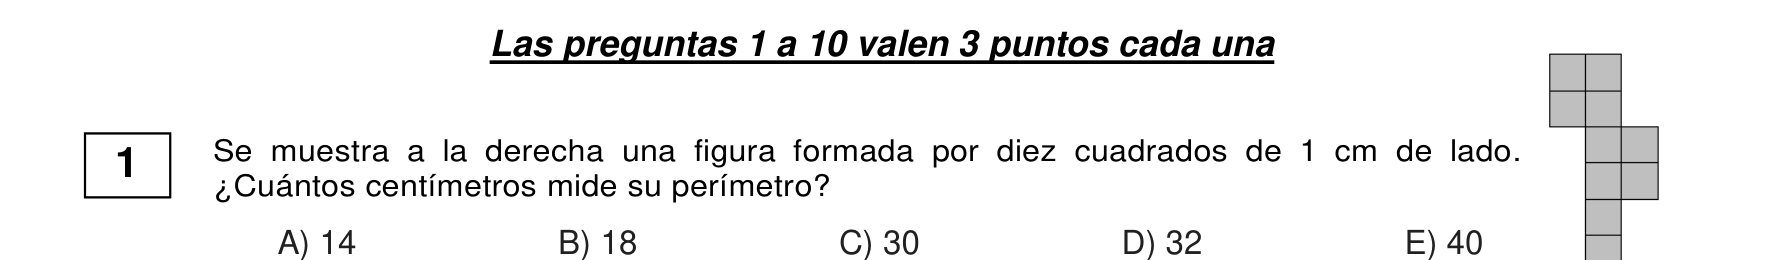 Las preguntas 1 a 10 valen 3 puntos cada una
1
Se muestra a la derecha una figura formada por diez cuadrados de 1 cm de lado.
¿Cuántos centímetros mide su perímetro?
A) 14 B) 18 C) 30 D) 32 E) 40